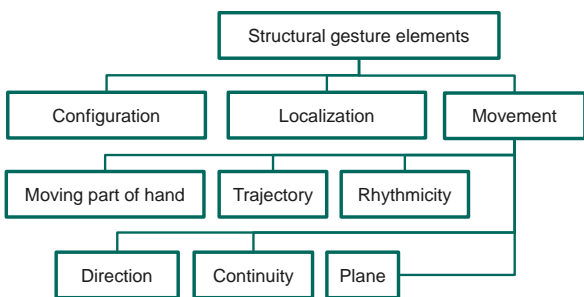 Structural gesture elements
Configuration
Localization
Movement
Moving part of hand
Trajectory
Rhythmicity
Direction
Continuity
Plane